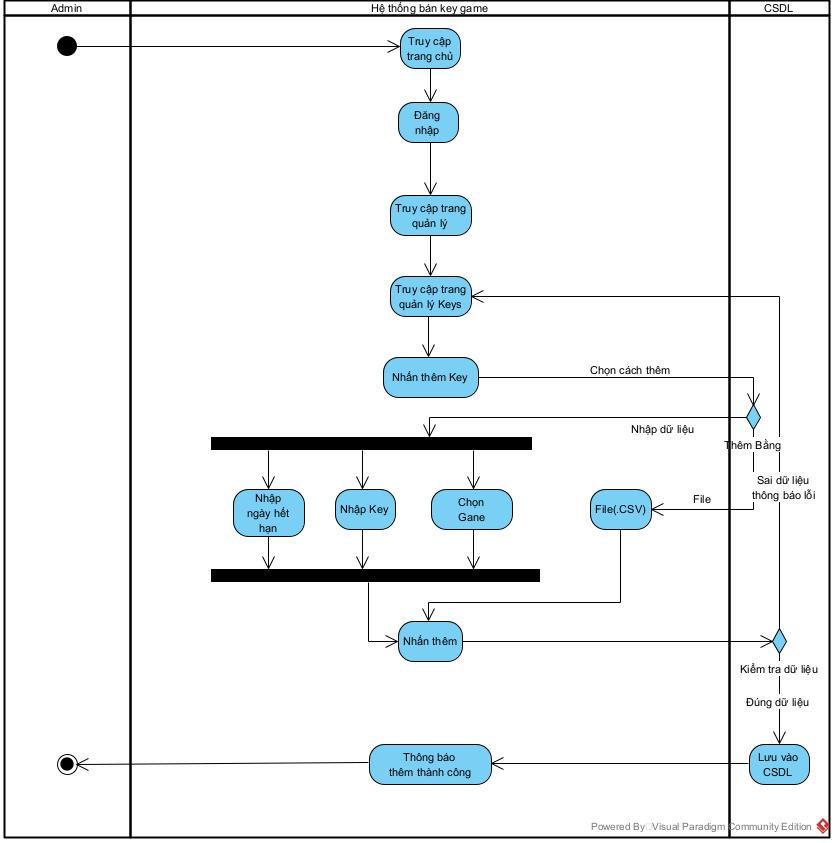 Admin
Hệ thống bán key game
CSDL
Truy cập
trang chủ
Đăng
nhập
Truy cập trang
quản lý
Truy cập trang
quản lý Keys
Nhấn thêm Key
Chọn cách thêm
Nhập dữ liệu
Thêm Bằng
Sai dữ liệu
thông báo lỗi
Nhập
ngày hết
hạn
Nhập Key
Chọn
Gane
File(.CSV)
File
Nhấn thêm
Kiểm tra dữ liệu
Đúng dữ liệu
Thông báo
thêm thành công
Lưu vào
CSDL
Powered By Visual Paradigm Community Edition